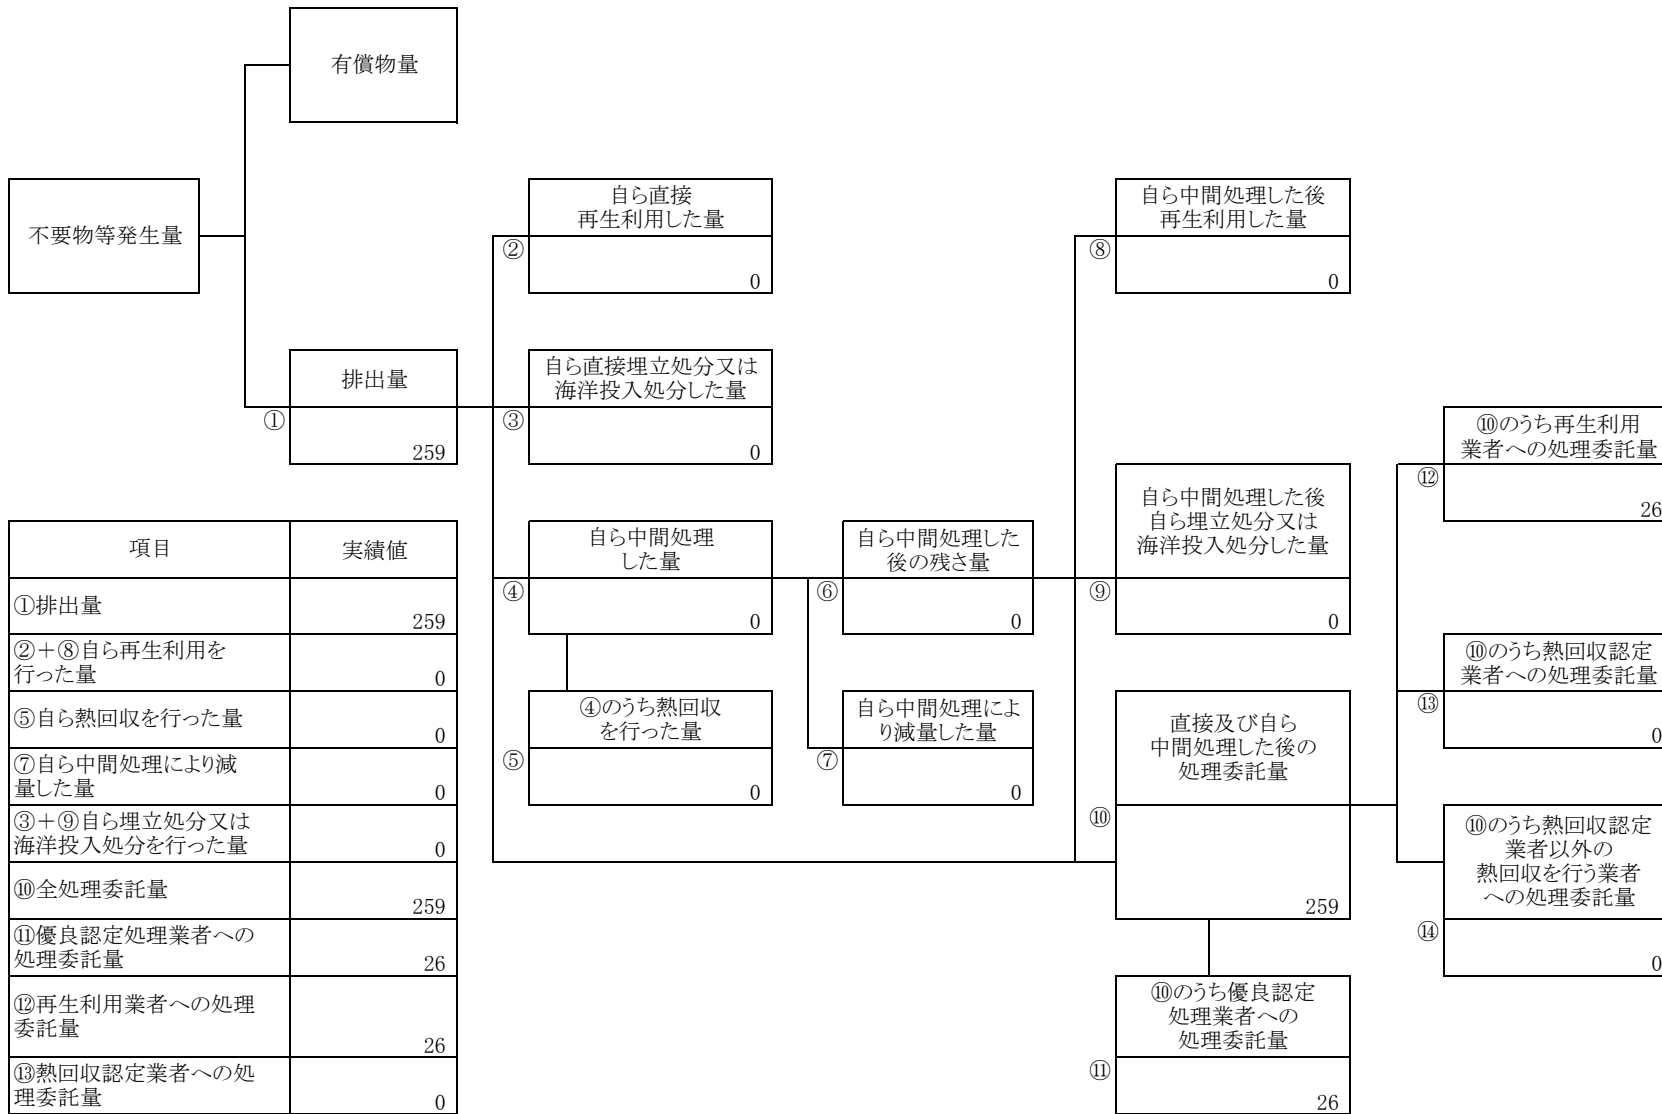 有償物量
不要物等発生量
自ら直接
再生利用した量
②
0
自ら中間処理した後
再生利用した量
⑧
0
排出量
①
259
自ら直接埋立処分又は
海洋投入処分した量
③
0
⑩のうち再生利用
業者への処理委託量
⑫
26
自ら中間処理
した量
④
0
自ら中間処理した
後の残さ量
⑥
0
自ら中間処理した後
自ら埋立処分又は
海洋投入処分した量
⑨
0
⑩のうち熱回収認定
業者への処理委託量
⑬
0
④のうち熱回収
を行った量
⑤
0
自ら中間処理によ
り減量した量
⑦
0
直接及び自ら
中間処理した後の
処理委託量
⑩
259
⑩のうち熱回収認定
業者以外の
熱回収を行う業者
への処理委託量
⑭
0
⑩のうち優良認定
処理業者への
処理委託量
⑪
26
項目 実績値
①排出量 259
②+⑧自ら再生利用を
行った量 0
⑤自ら熱回収を行った量 0
⑦自ら中間処理により減
量した量 0
③+⑨自ら埋立処分又は
海洋投入処分を行った量 0
⑩全処理委託量 259
⑪優良認定処理業者への
処理委託量 26
⑫再生利用業者への処理
委託量 26
⑬熱回収認定業者への処
理委託量 0